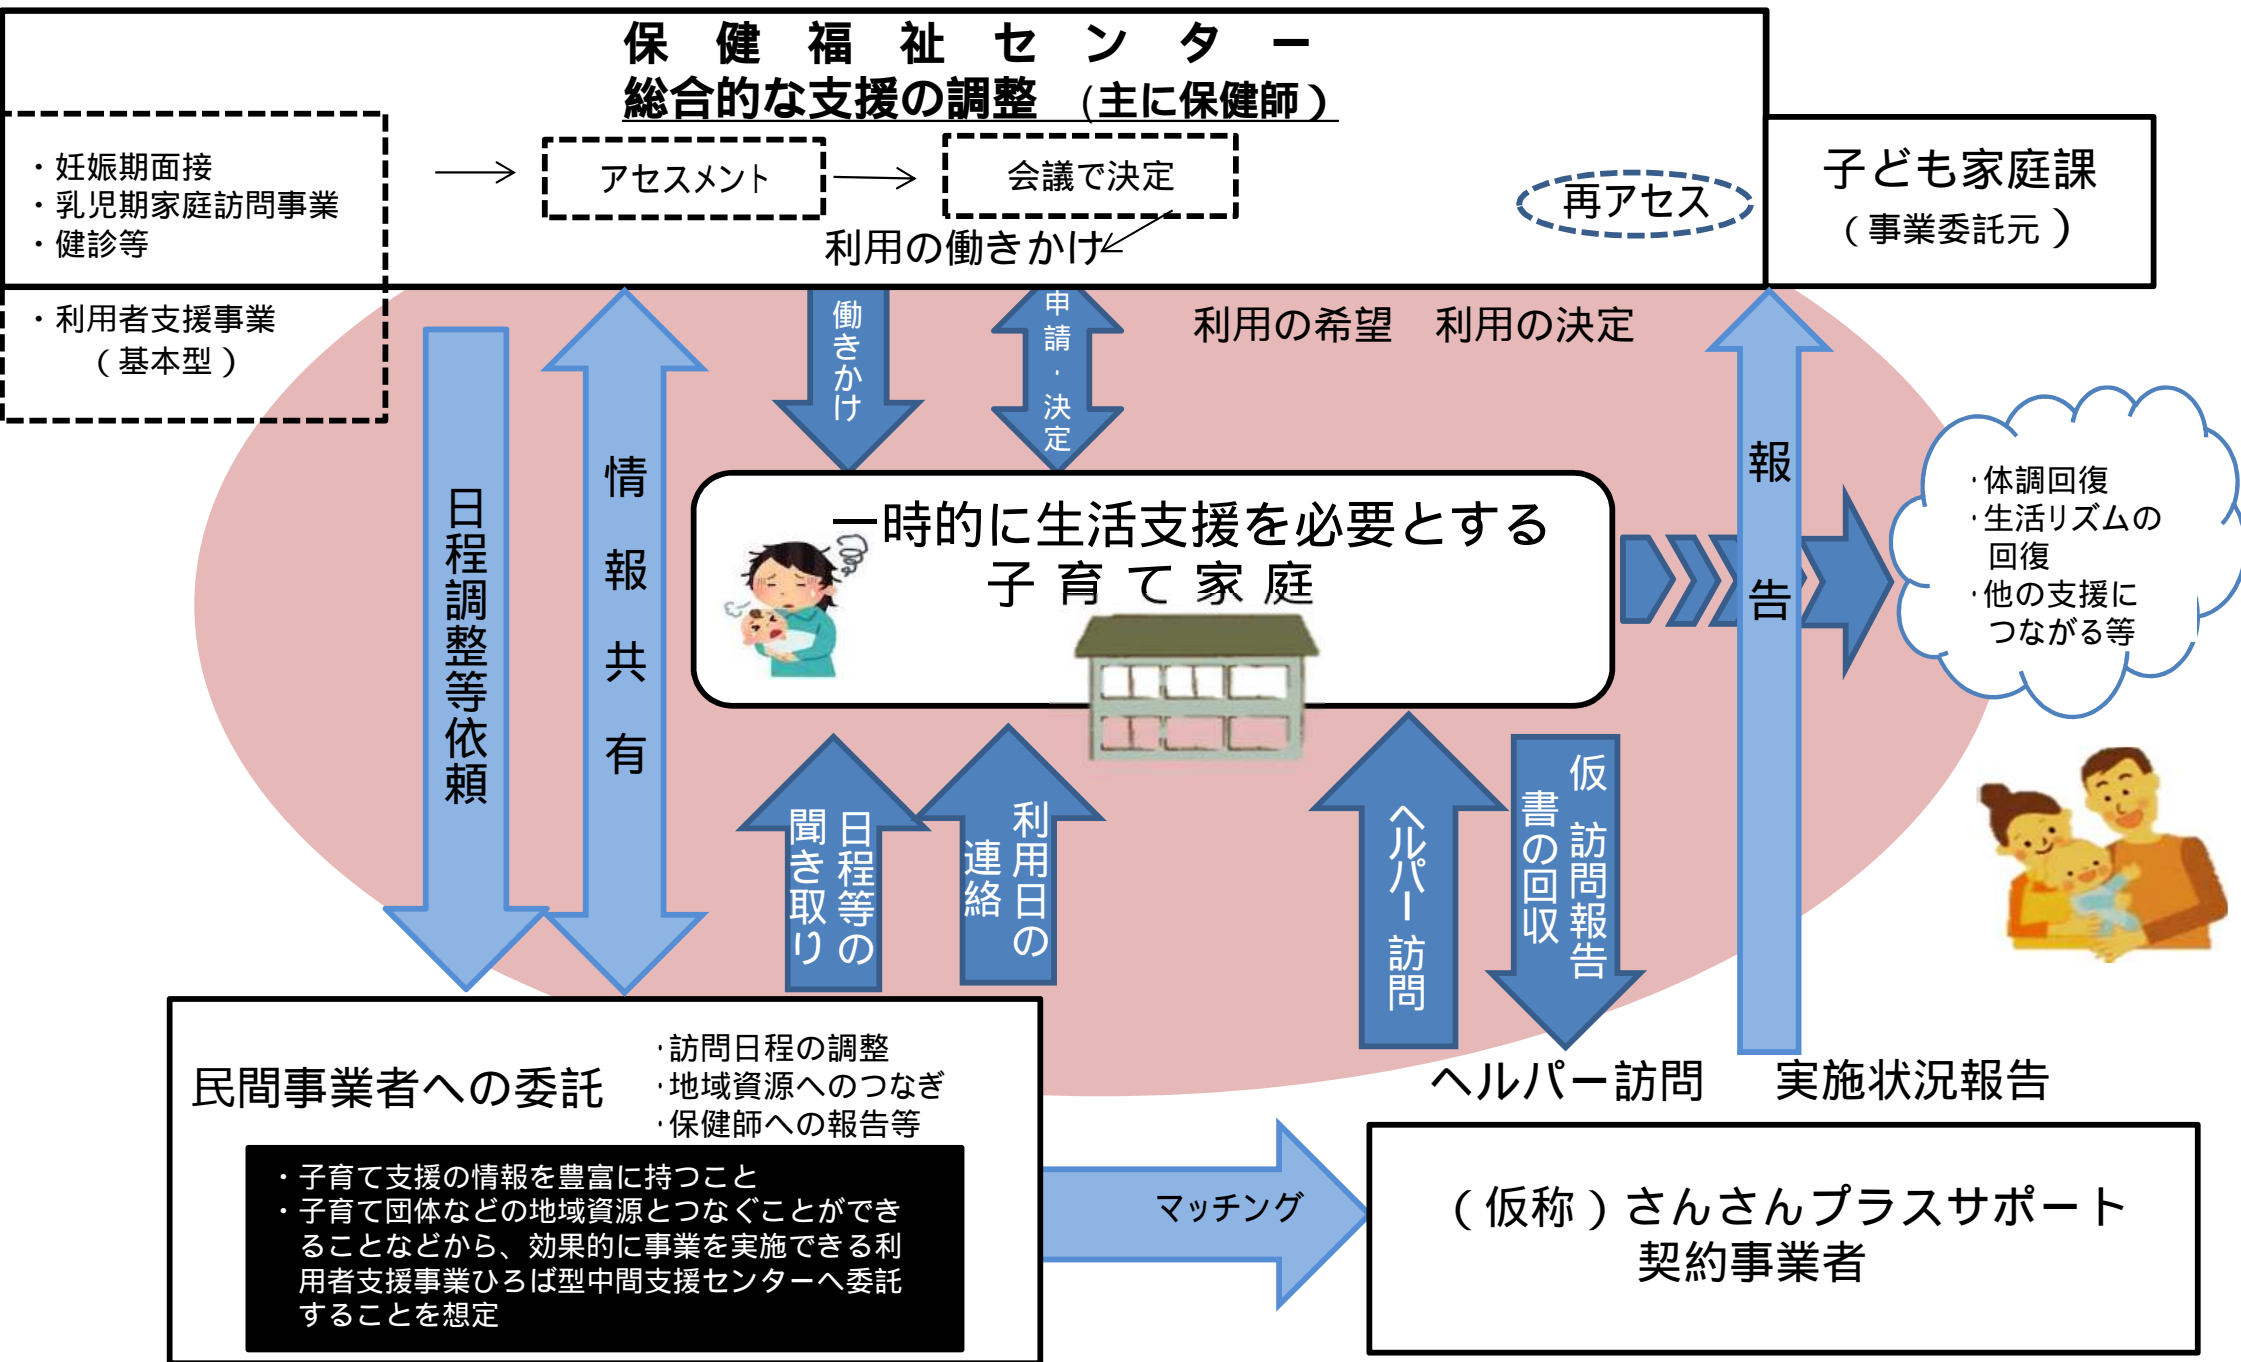 保健福祉センター
総合的な支援の調整 (主に保健師)
・妊娠期面接
・乳児期家庭訪問事業
・健診等
アセスメント
会議で決定
利用の働きかけ
再アセス
子ども家庭課
(事業委託元)
・利用者支援事業
(基本型)
日程調整等依頼
情報共有
働きかけ
申請・決定
利用の希望 利用の決定
報告
一時的に生活支援を必要とする
子育て家庭
・体調回復
・生活リズムの
回復
・他の支援に
つながる等
日程等の
聞き取り
利用日の
連絡
ヘルパー訪問
仮 訪問報告
書の回収
ヘルパー訪問
実施状況報告
民間事業者への委託
・訪問日程の調整
・地域資源へのつなぎ
・保健師への報告等
・子育て支援の情報を豊富に持つこと
・子育て団体などの地域資源とつなぐことができ
ることなどから、効果的に事業を実施できる利
用者支援事業ひろば型中間支援センターへ委託
することを想定
マッチング
(仮称)さんさんプラスサポート
契約事業者